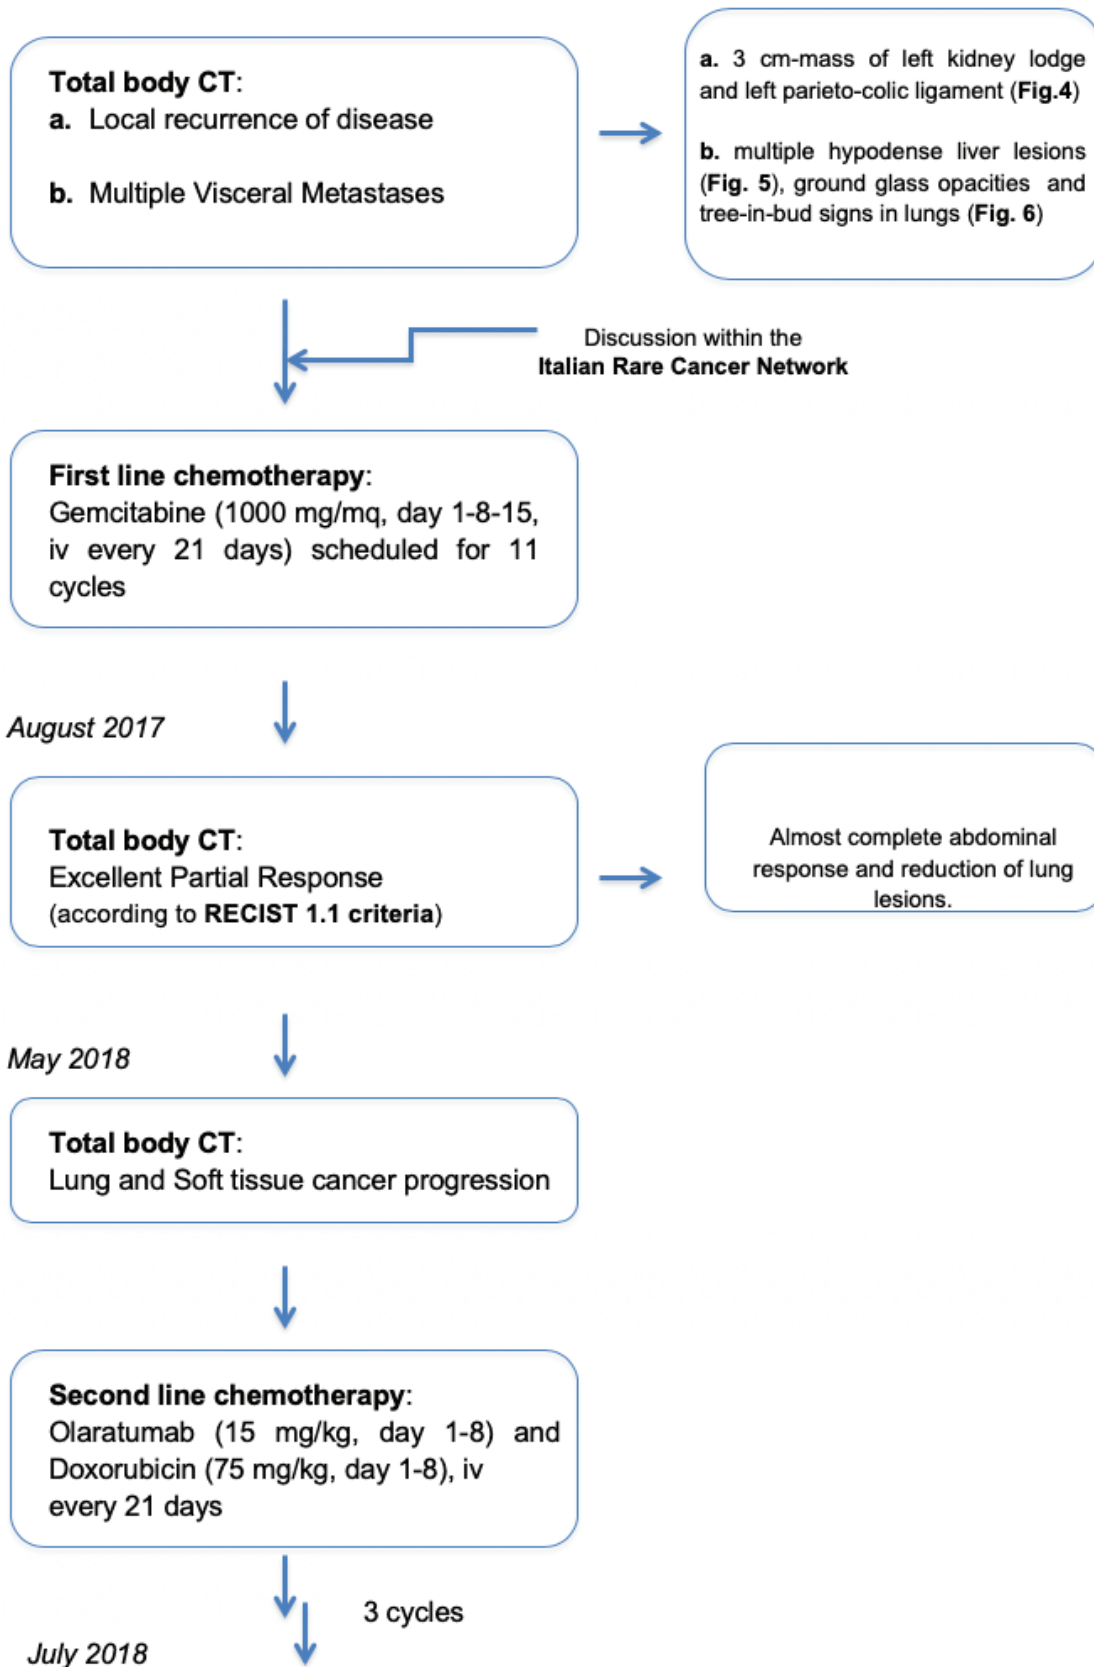 Total body CT:
a. Local recurrence of disease
b. Multiple Visceral Metastases
a. 3 cm-mass of left kidney lodge
and left parieto-colic ligament (Fig.4)
b. multiple hypodense liver lesions
(Fig. 5), ground glass opacities and
tree-in-bud signs in lungs (Fig. 6)
Discussion within the
Italian Rare Cancer Network
First line chemotherapy:
Gemcitabine (1000 mg/mq, day 1-8-15,
iv every 21 days) scheduled for 11
cycles
August 2017
Total body CT:
Excellent Partial Response
(according to RECIST 1.1 criteria)
Almost complete abdominal
response and reduction of lung
lesions.
May 2018
Total body CT:
Lung and Soft tissue cancer progression
Second line chemotherapy:
Olaratumab (15 mg/kg, day 1-8) and
Doxorubicin (75 mg/kg, day 1-8), iv
every 21 days
3 cycles
July 2018